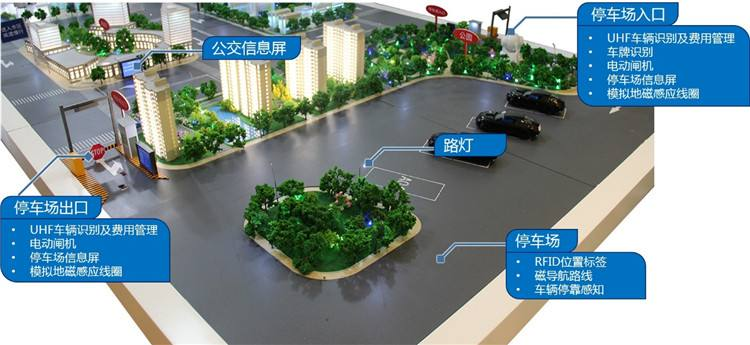 停车场入口
UHF车辆识别及费用管理
车牌识别
电动闸机
停车场信息屏
模拟地磁感应线圈
公交信息屏
公园
路灯
STOP
停车场出口
UHF车辆识别及费用管理
电动闸机
停车场信息屏
模拟地磁感应线圈
停车场
RFID位置标签
磁导航路线
车辆停靠感知